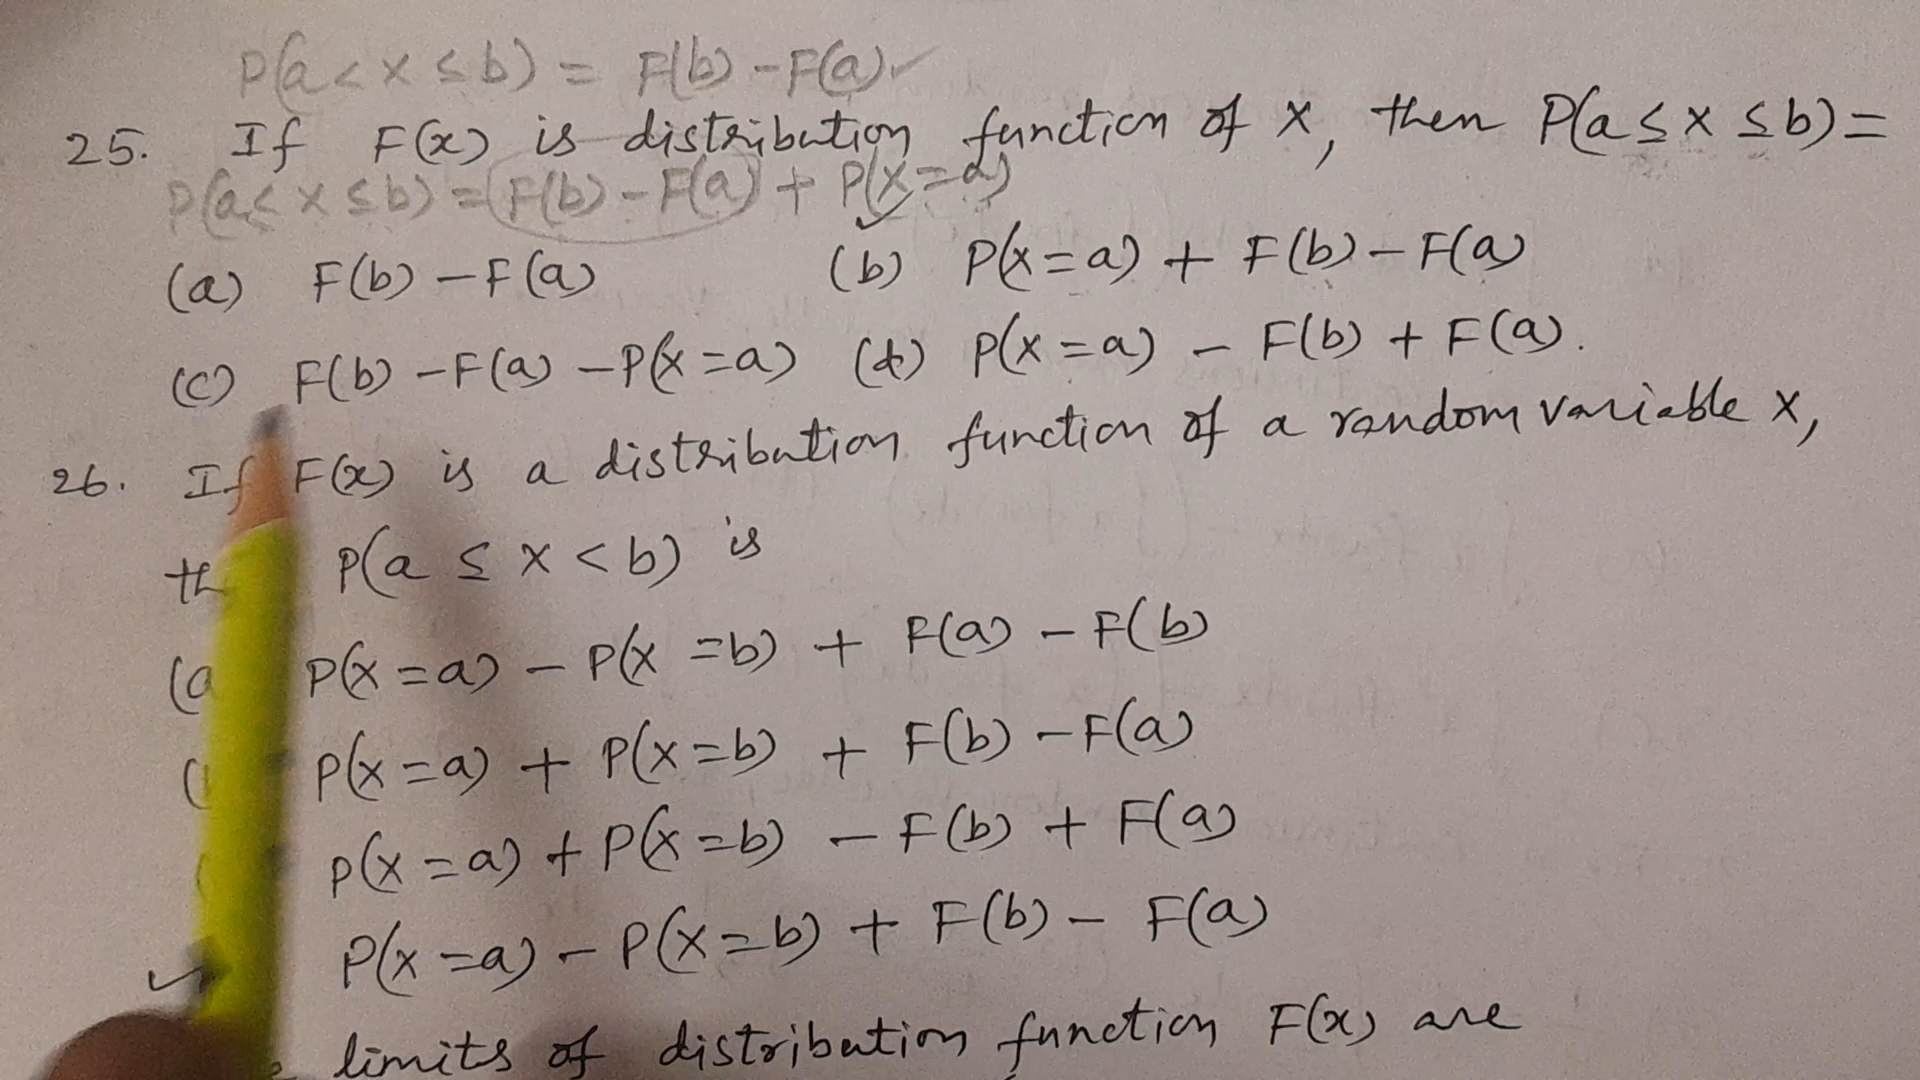 P(a < X ≤ b) = F(b) - F(a)
25. If F(x) is distribution function of X, then P(a ≤ X ≤ b) =
P(a ≤ X ≤ b) = F(b) - F(a) + P(X = a)
(a) F(b) - F(a) (b) P(X = a) + F(b) - F(a)
(c) F(b) - F(a) - P(X = a) (d) P(X = a) - F(b) + F(a).
26. If F(x) is a distribution function of a random variable X,
P(a ≤ X < b) is
(a P(X = a) - P(X = b) + F(a) - F(b)
( P(X = a) + P(X = b) + F(b) - F(a)
( P(X = a) + P(X = b) - F(b) + F(a)
P(X = a) - P(X = b) + F(b) - F(a)
limits of distribution function F(x) are